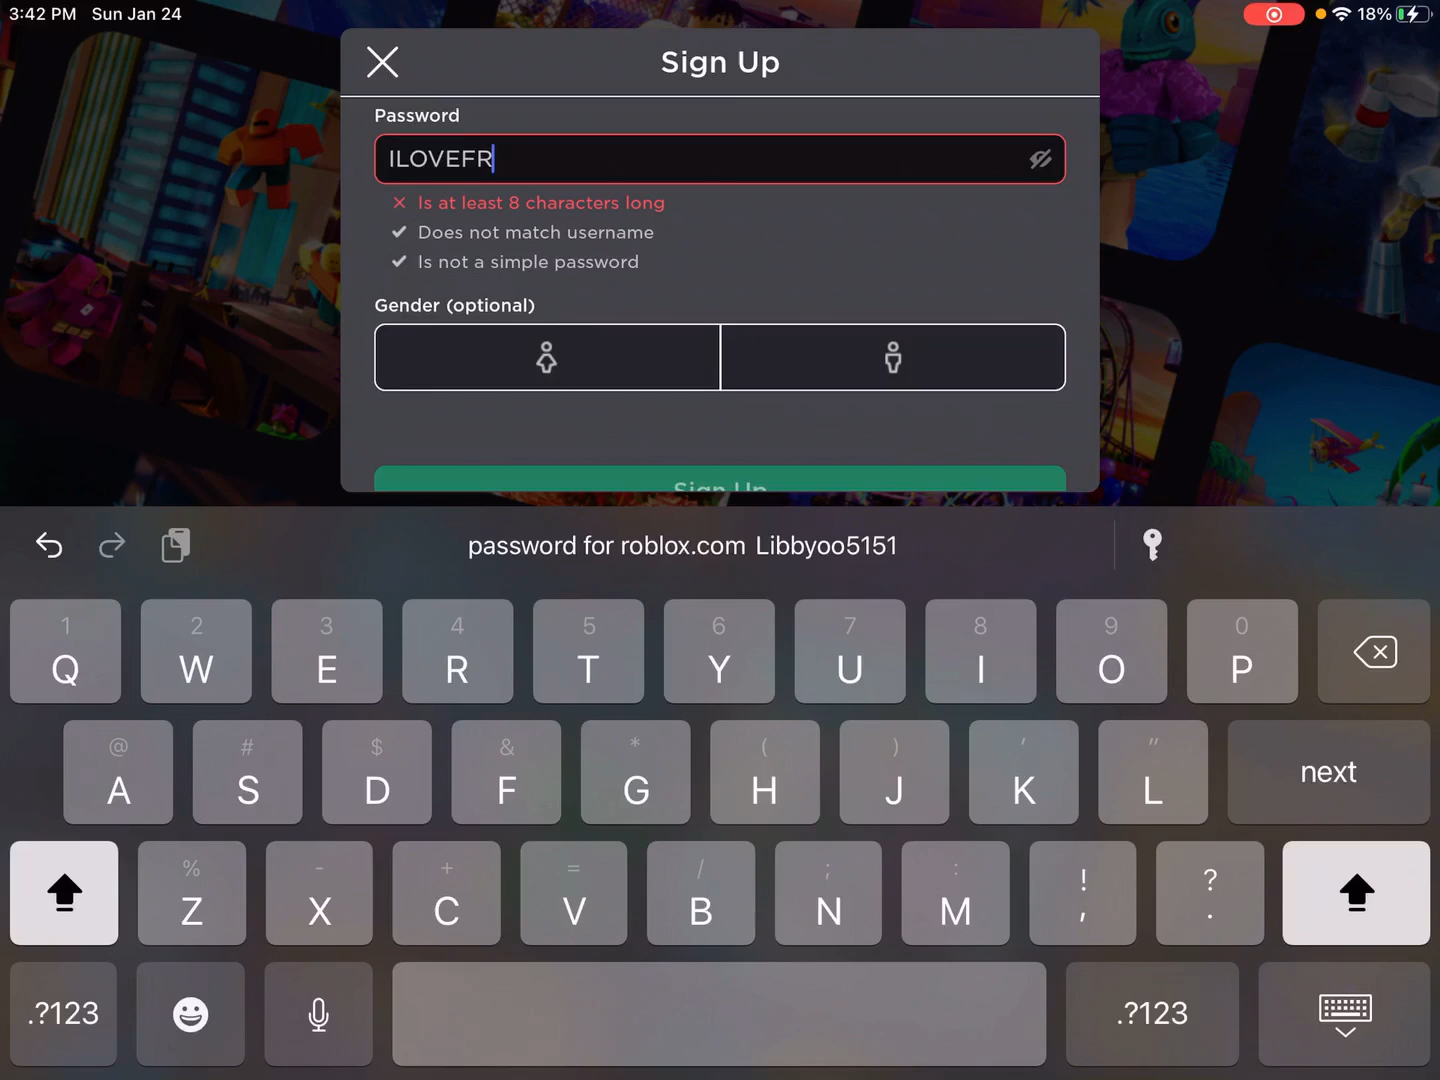 3:42 PM Sun Jan 24
18%
Sign Up
Password
ILOVEFR
× Is at least 8 characters long
✓ Does not match username
✓ Is not a simple password
Gender (optional)
Sign Up
password for roblox.com Libbyoo5151
1 2 3 4 5 6 7 8 9 0
Q W E R T Y U I O P
@ # $ & * ( ) ' "
A S D F G H J K L next
% - + = / ; : ! ?
Z X C V B N M , .
.?123 .?123